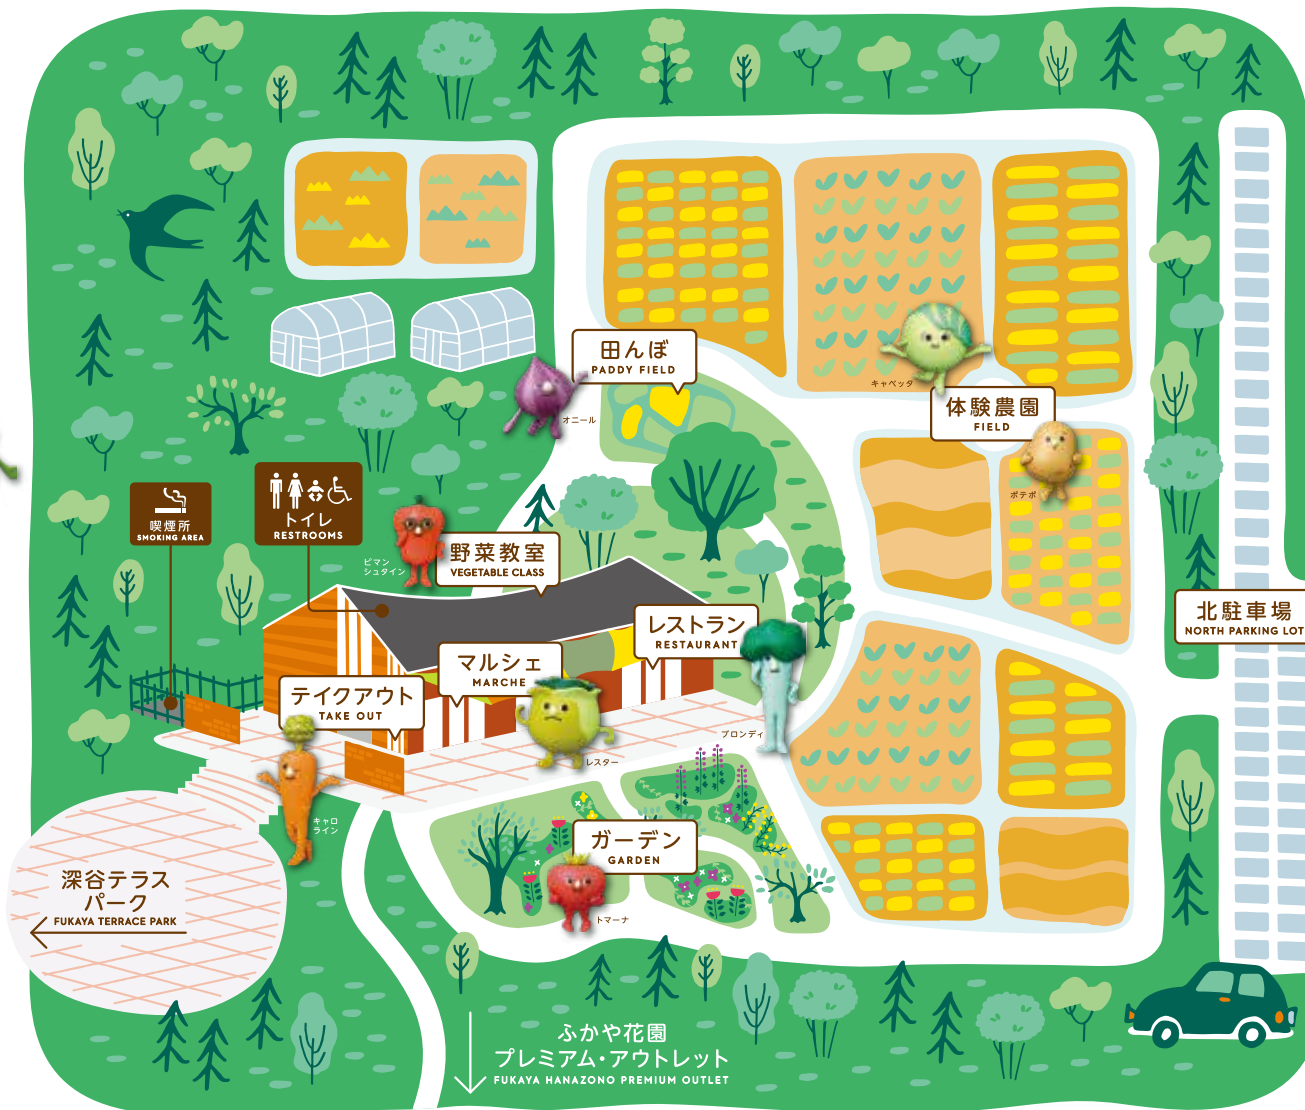 田んぼ
PADDY FIELD
オニール
キャベッタ
体験農園
FIELD
ポテポ
喫煙所
SMOKING AREA
トイレ
RESTROOMS
ピマン
シュタイン
野菜教室
VEGETABLE CLASS
レストラン
RESTAURANT
北駐車場
NORTH PARKING LOT
マルシェ
MARCHE
テイクアウト
TAKE OUT
ブロンディ
レスター
キャロ
ライン
ガーデン
GARDEN
トマーナ
深谷テラス
パーク
FUKAYA TERRACE PARK
ふかや花園
プレミアム・アウトレット
FUKAYA HANAZONO PREMIUM OUTLET